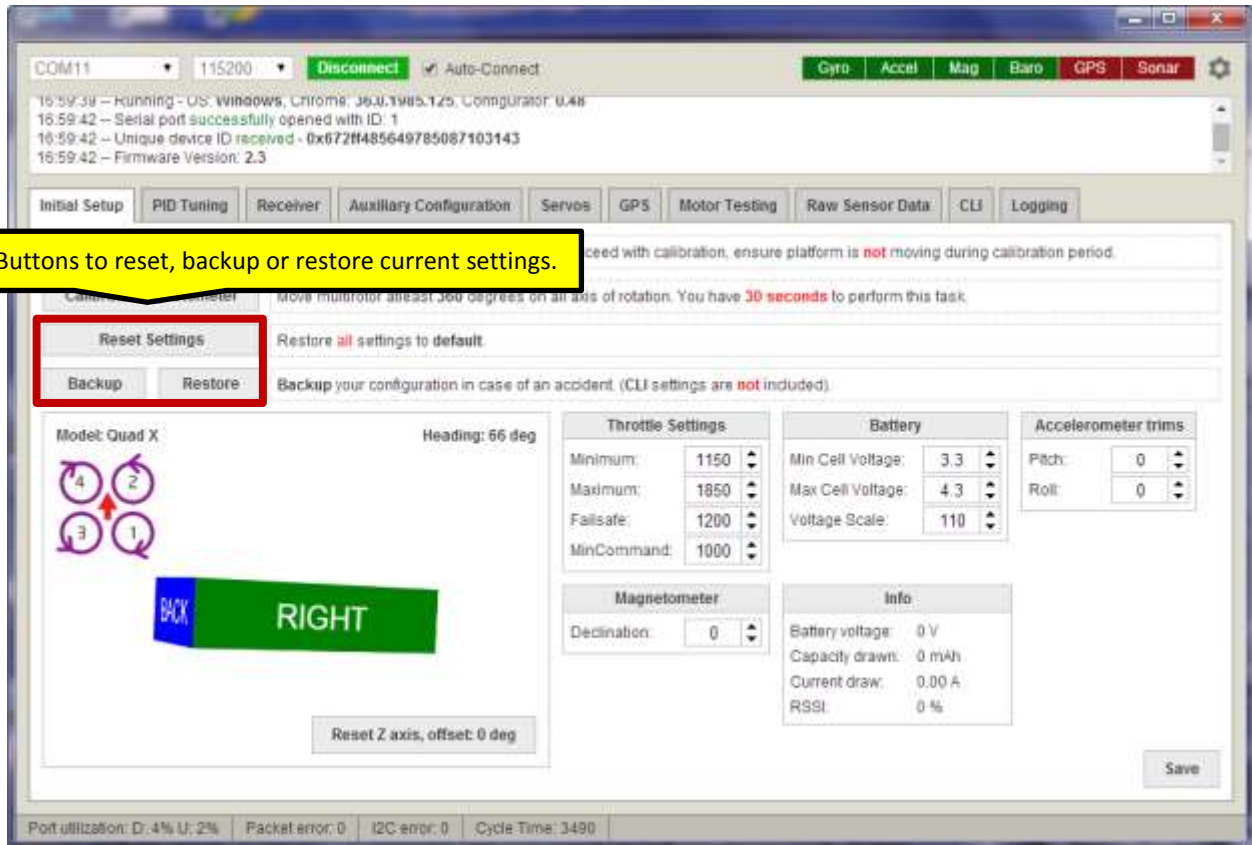 COM11 115200 Disconnect Auto-Connect Gyro Accel Mag Baro GPS Sonar
16:59:39 -- Running - OS: Windows, Chrome: 36.0.1985.125, Configurator: 0.48
16:59:42 -- Serial port successfully opened with ID: 1
16:59:42 -- Unique device ID received - 0x672ff485649785087103143
16:59:42 -- Firmware Version: 2.3
Initial Setup PID Tuning Receiver Auxiliary Configuration Servos GPS Motor Testing Raw Sensor Data CLI Logging
Buttons to reset, backup or restore current settings.
ceed with calibration, ensure platform is not moving during calibration period.
Move multirotor atleast 360 degrees on all axis of rotation. You have 30 seconds to perform this task.
Reset Settings Restore all settings to default.
Backup Restore Backup your configuration in case of an accident. (CLI settings are not included).
Model: Quad X Heading: 66 deg
4 2
3 1
BACK RIGHT
Reset Z axis, offset: 0 deg
Throttle Settings
Minimum: 1150
Maximum: 1850
Failsafe: 1200
MinCommand: 1000
Battery
Min Cell Voltage: 3.3
Max Cell Voltage: 4.3
Voltage Scale: 110
Accelerometer trims
Pitch: 0
Roll: 0
Magnetometer
Declination: 0
Info
Battery voltage: 0 V
Capacity drawn: 0 mAh
Current draw: 0.00 A
RSSI: 0 %
Save
Port utilization: D: 4% U: 2% Packet error: 0 I2C error: 0 Cycle Time: 3490